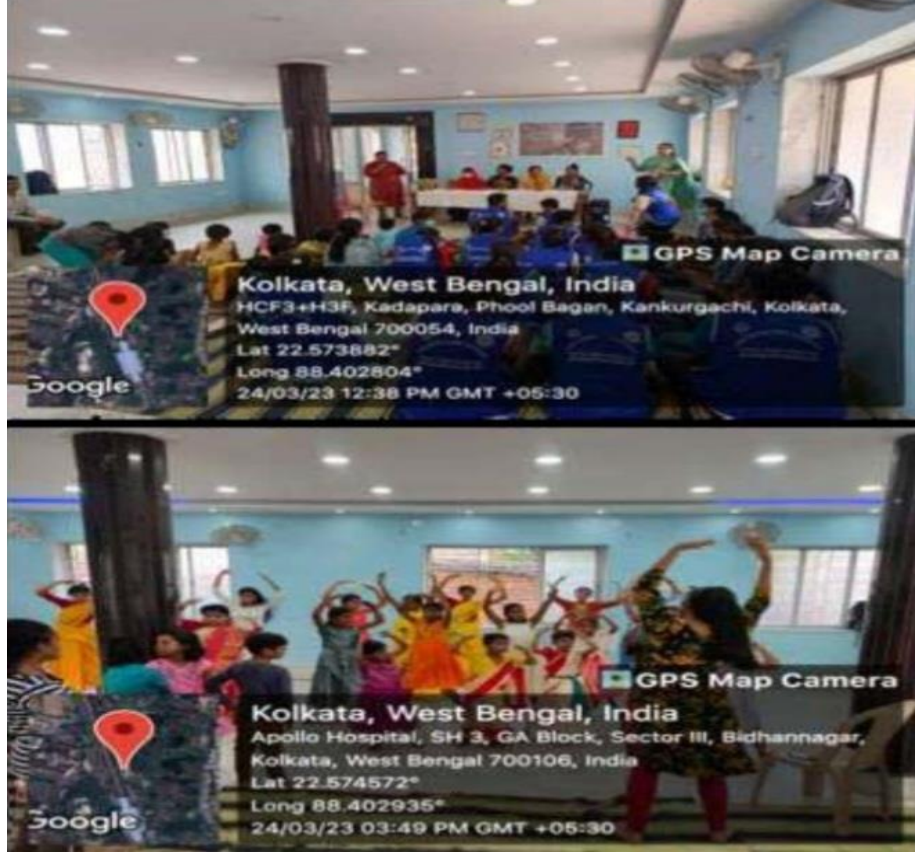 GPS Map Camera
Kolkata, West Bengal, India
HCF3+H3F, Kadapara, Phool Bagan, Kankurgachi, Kolkata,
West Bengal 700054, India
Lat 22.573882°
Long 88.402804°
24/03/23 12:38 PM GMT +05:30
Google
GPS Map Camera
Kolkata, West Bengal, India
Apollo Hospital, SH 3, GA Block, Sector III, Bidhannagar,
Kolkata, West Bengal 700106, India
Lat 22.574572°
Long 88.402935°
24/03/23 03:49 PM GMT +05:30
Google